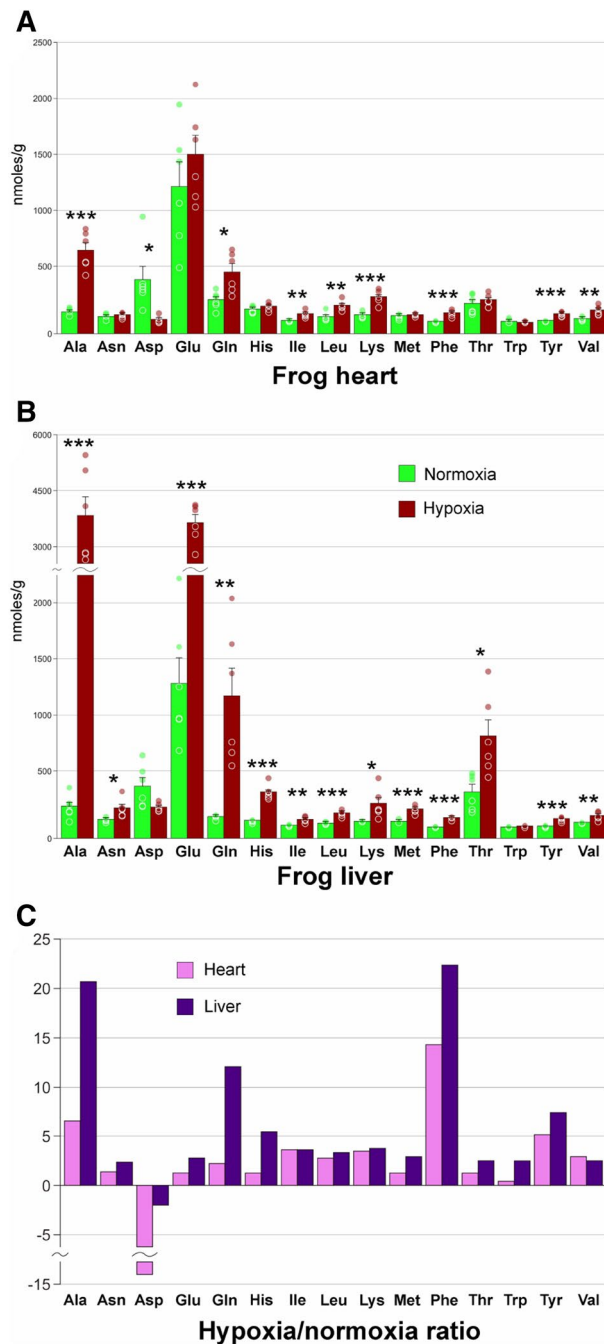 A
2500
2000
1500
1000
500
0
nmoles/g
***
*
*
**
**
***
***
***
**
Ala Asn Asp Glu Gln His Ile Leu Lys Met Phe Thr Trp Tyr Val
Frog heart
B
6000
4500
3000
2000
1500
1000
500
0
nmoles/g
Normoxia
Hypoxia
***
*
***
**
***
**
***
*
***
***
*
***
**
Ala Asn Asp Glu Gln His Ile Leu Lys Met Phe Thr Trp Tyr Val
Frog liver
C
25
20
15
10
5
0
-5
-15
Heart
Liver
Ala Asn Asp Glu Gln His Ile Leu Lys Met Phe Thr Trp Tyr Val
Hypoxia/normoxia ratio